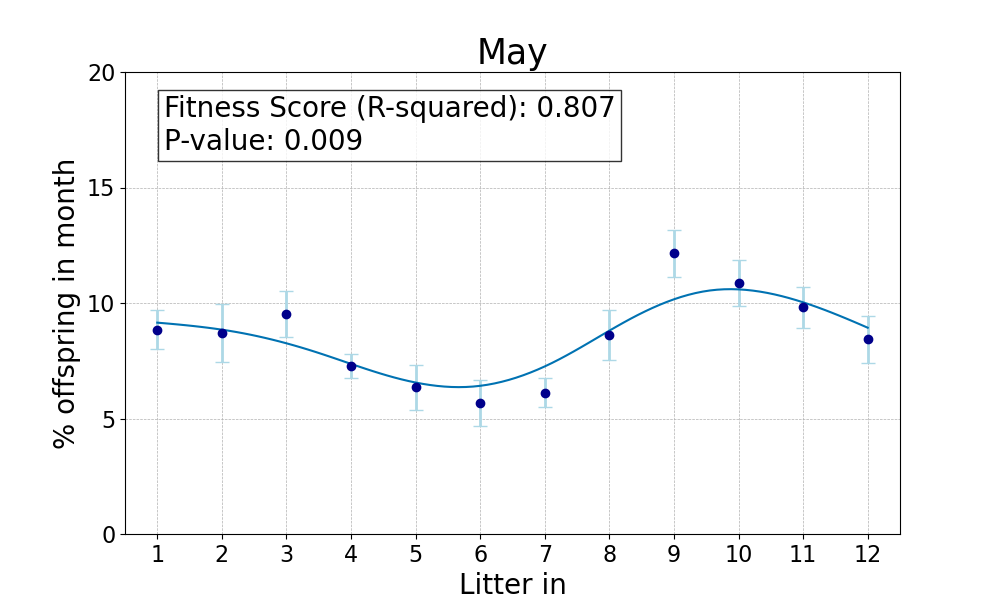 May
Fitness Score (R-squared): 0.807
P-value: 0.009
% offspring in month
20
15
10
5
0
1 2 3 4 5 6 7 8 9 10 11 12
Litter in